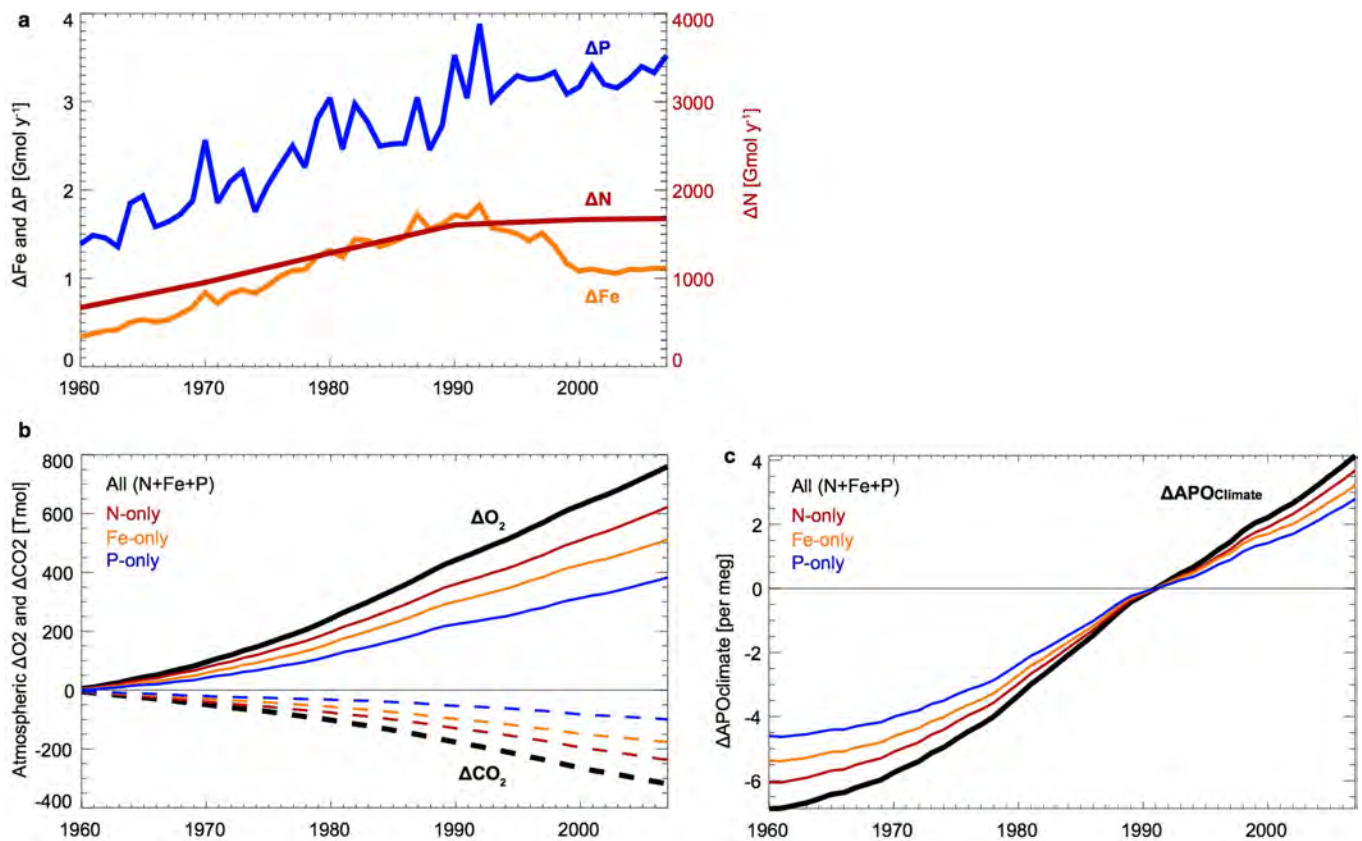 a
4
3
2
1
0
ΔFe and ΔP [Gmol y⁻¹]
4000
3000
2000
1000
0
ΔN [Gmol y⁻¹]
ΔP
ΔN
ΔFe
1960 1970 1980 1990 2000
b
800
600
400
200
0
-200
-400
Atmospheric ΔO2 and ΔCO2 [Tmol]
All (N+Fe+P)
N-only
Fe-only
P-only
ΔO₂
ΔCO₂
1960 1970 1980 1990 2000
c
4
2
0
-2
-4
-6
ΔAPOclimate [per meg]
All (N+Fe+P)
N-only
Fe-only
P-only
ΔAPOClimate
1960 1970 1980 1990 2000